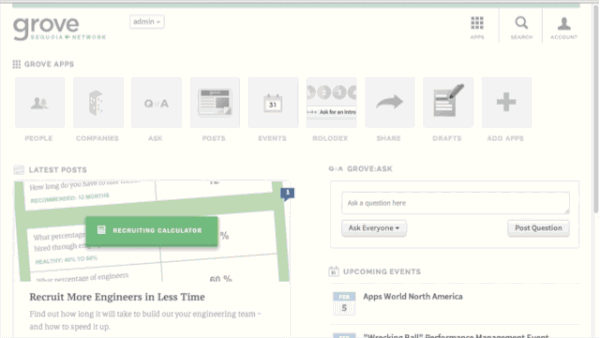 grove
SEQUOIA NETWORK
admin
APPS
SEARCH
ACCOUNT
GROVE APPS
Q&A
31
Ask for an Intro
PEOPLE
COMPANIES
ASK
POSTS
EVENTS
ROLODEX
SHARE
DRAFTS
ADD APPS
LATEST POSTS
How long do you have to
RECOMMENDED: 12 MONTHS
1
RECRUITING CALCULATOR
What percentage
hired through
%
HEALTHY: 40% TO 60%
What percentage of engineers
60 %
Recruit More Engineers in Less Time
Find out how long it will take to build out your engineering team –
and how to speed it up.
Q&A GROVE:ASK
Ask a question here
Ask Everyone
Post Question
UPCOMING EVENTS
FEB
5
Apps World North America
FEB
"Wrecking Ball" Performance Management Event